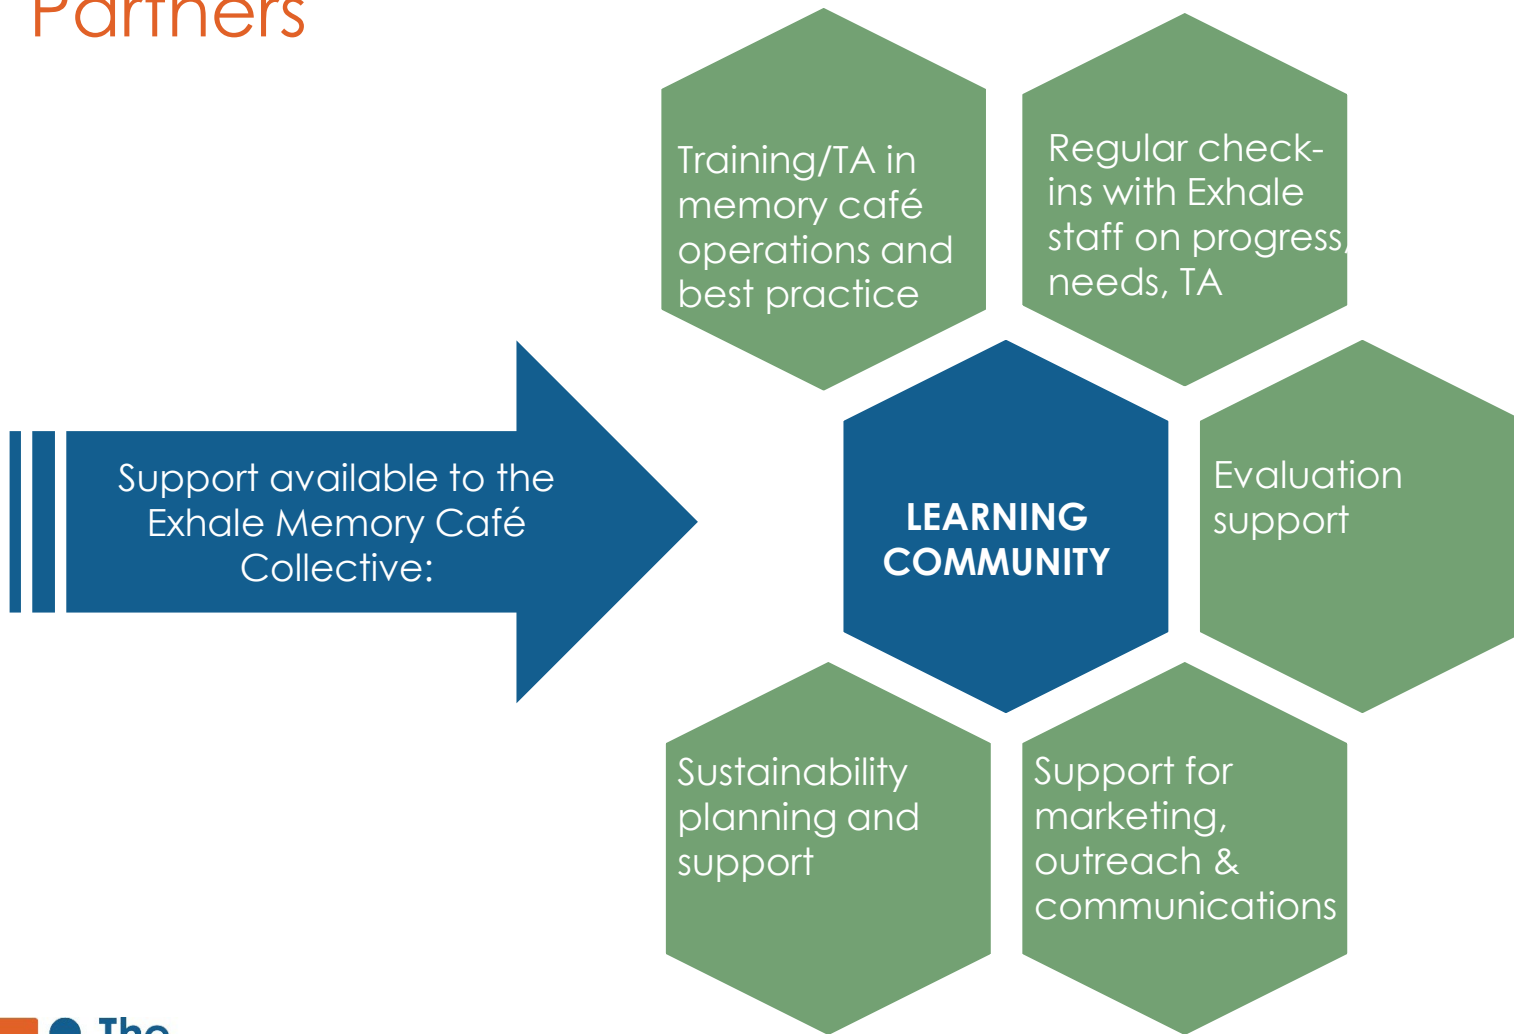 Partners
Training/TA in
memory café
operations and
best practice
Regular check-
ins with Exhale
staff on progress,
needs, TA
Support available to the
Exhale Memory Café
Collective:
LEARNING
COMMUNITY
Evaluation
support
Sustainability
planning and
support
Support for
marketing,
outreach &
communications
The